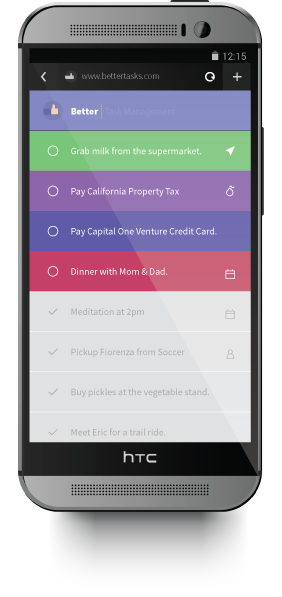 12:15
www.bettertasks.com
Better Task Management
Grab milk from the supermarket.
Pay California Property Tax
Pay Capital One Venture Credit Card.
Dinner with Mom & Dad.
Meditation at 2pm
Pickup Fiorenza from Soccer
Buy pickles at the vegetable stand.
Meet Eric for a trail ride.
hTC